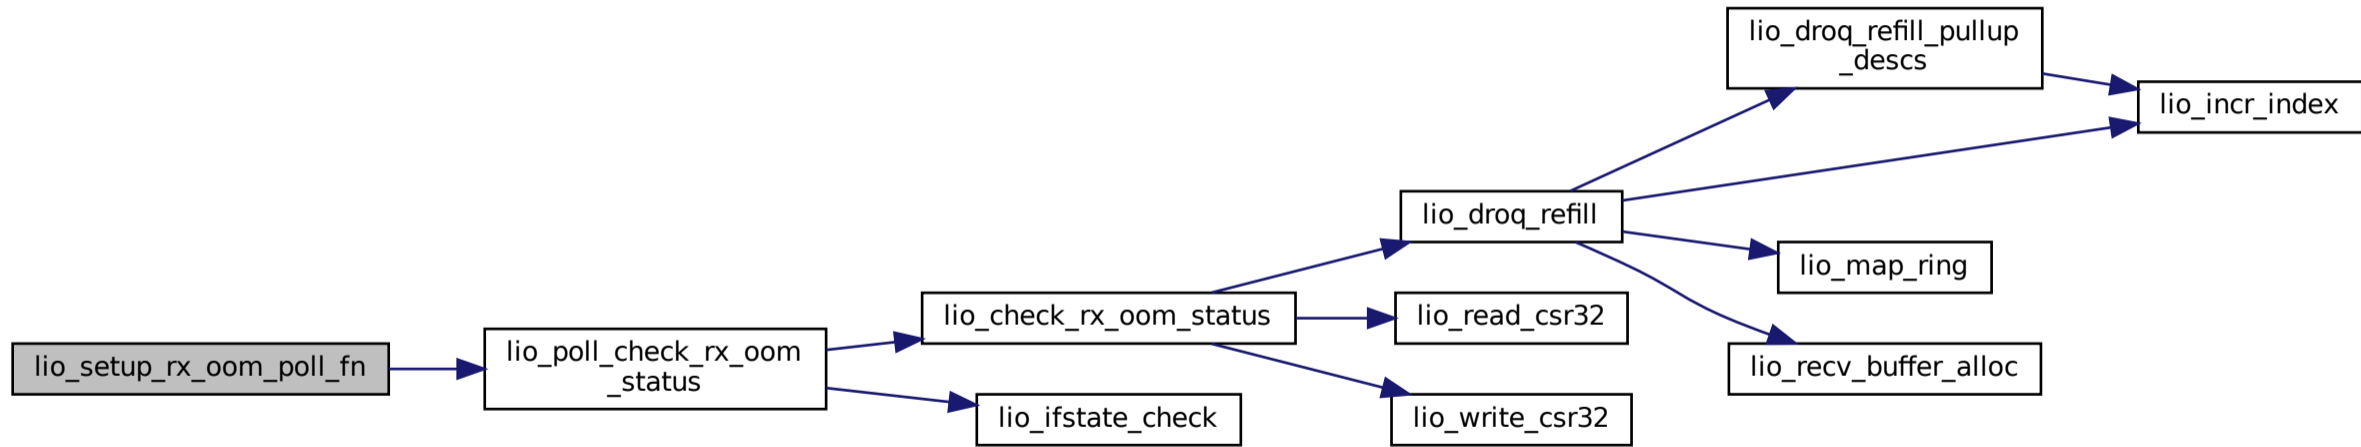 lio_setup_rx_oom_poll_fn
lio_poll_check_rx_oom
_status
lio_check_rx_oom_status
lio_ifstate_check
lio_droq_refill
lio_read_csr32
lio_write_csr32
lio_droq_refill_pullup
_descs
lio_incr_index
lio_map_ring
lio_recv_buffer_alloc